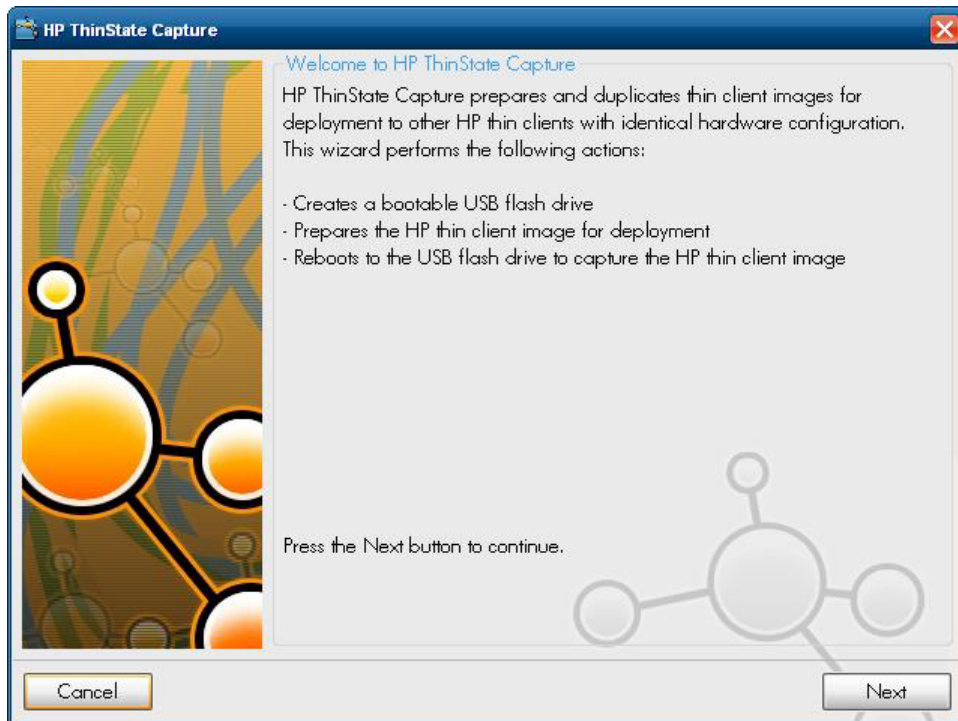 HP ThinState Capture
Welcome to HP ThinState Capture
HP ThinState Capture prepares and duplicates thin client images for
deployment to other HP thin clients with identical hardware configuration.
This wizard performs the following actions:
- Creates a bootable USB flash drive
- Prepares the HP thin client image for deployment
- Reboots to the USB flash drive to capture the HP thin client image
Press the Next button to continue.
Cancel
Next